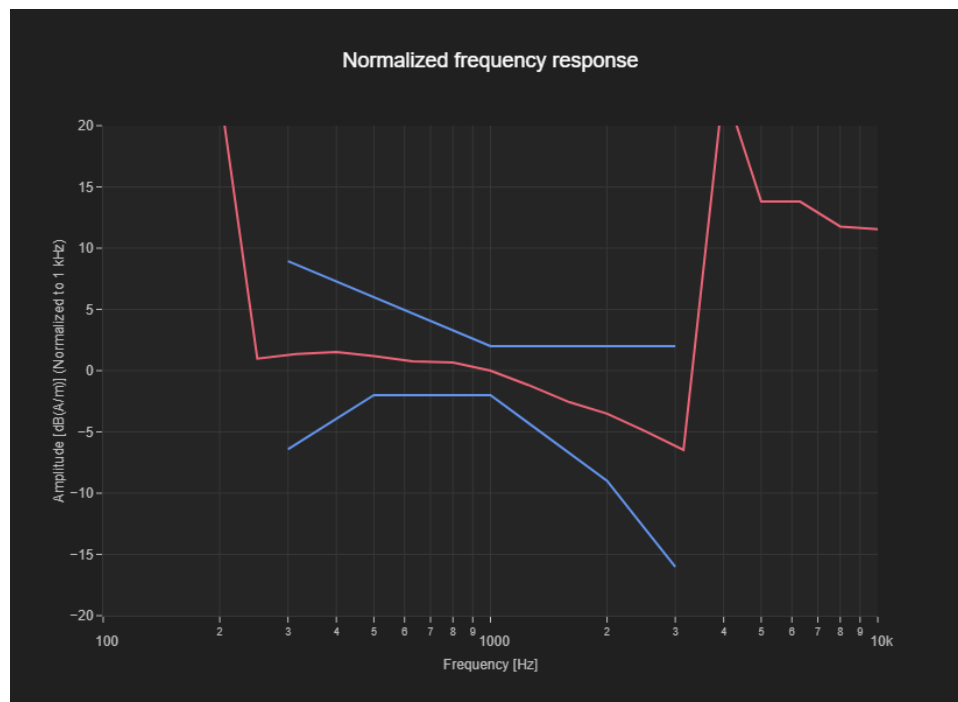 Normalized frequency response
20
15
10
5
0
−5
−10
−15
−20
Amplitude [dB(A/m)] (Normalized to 1 kHz)
100 2 3 4 5 6 7 8 9 1000 2 3 4 5 6 7 8 9 10k
Frequency [Hz]